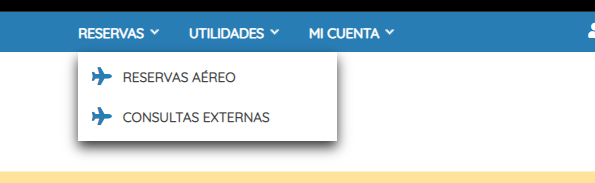 RESERVAS UTILIDADES MI CUENTA
RESERVAS AÉREO
CONSULTAS EXTERNAS